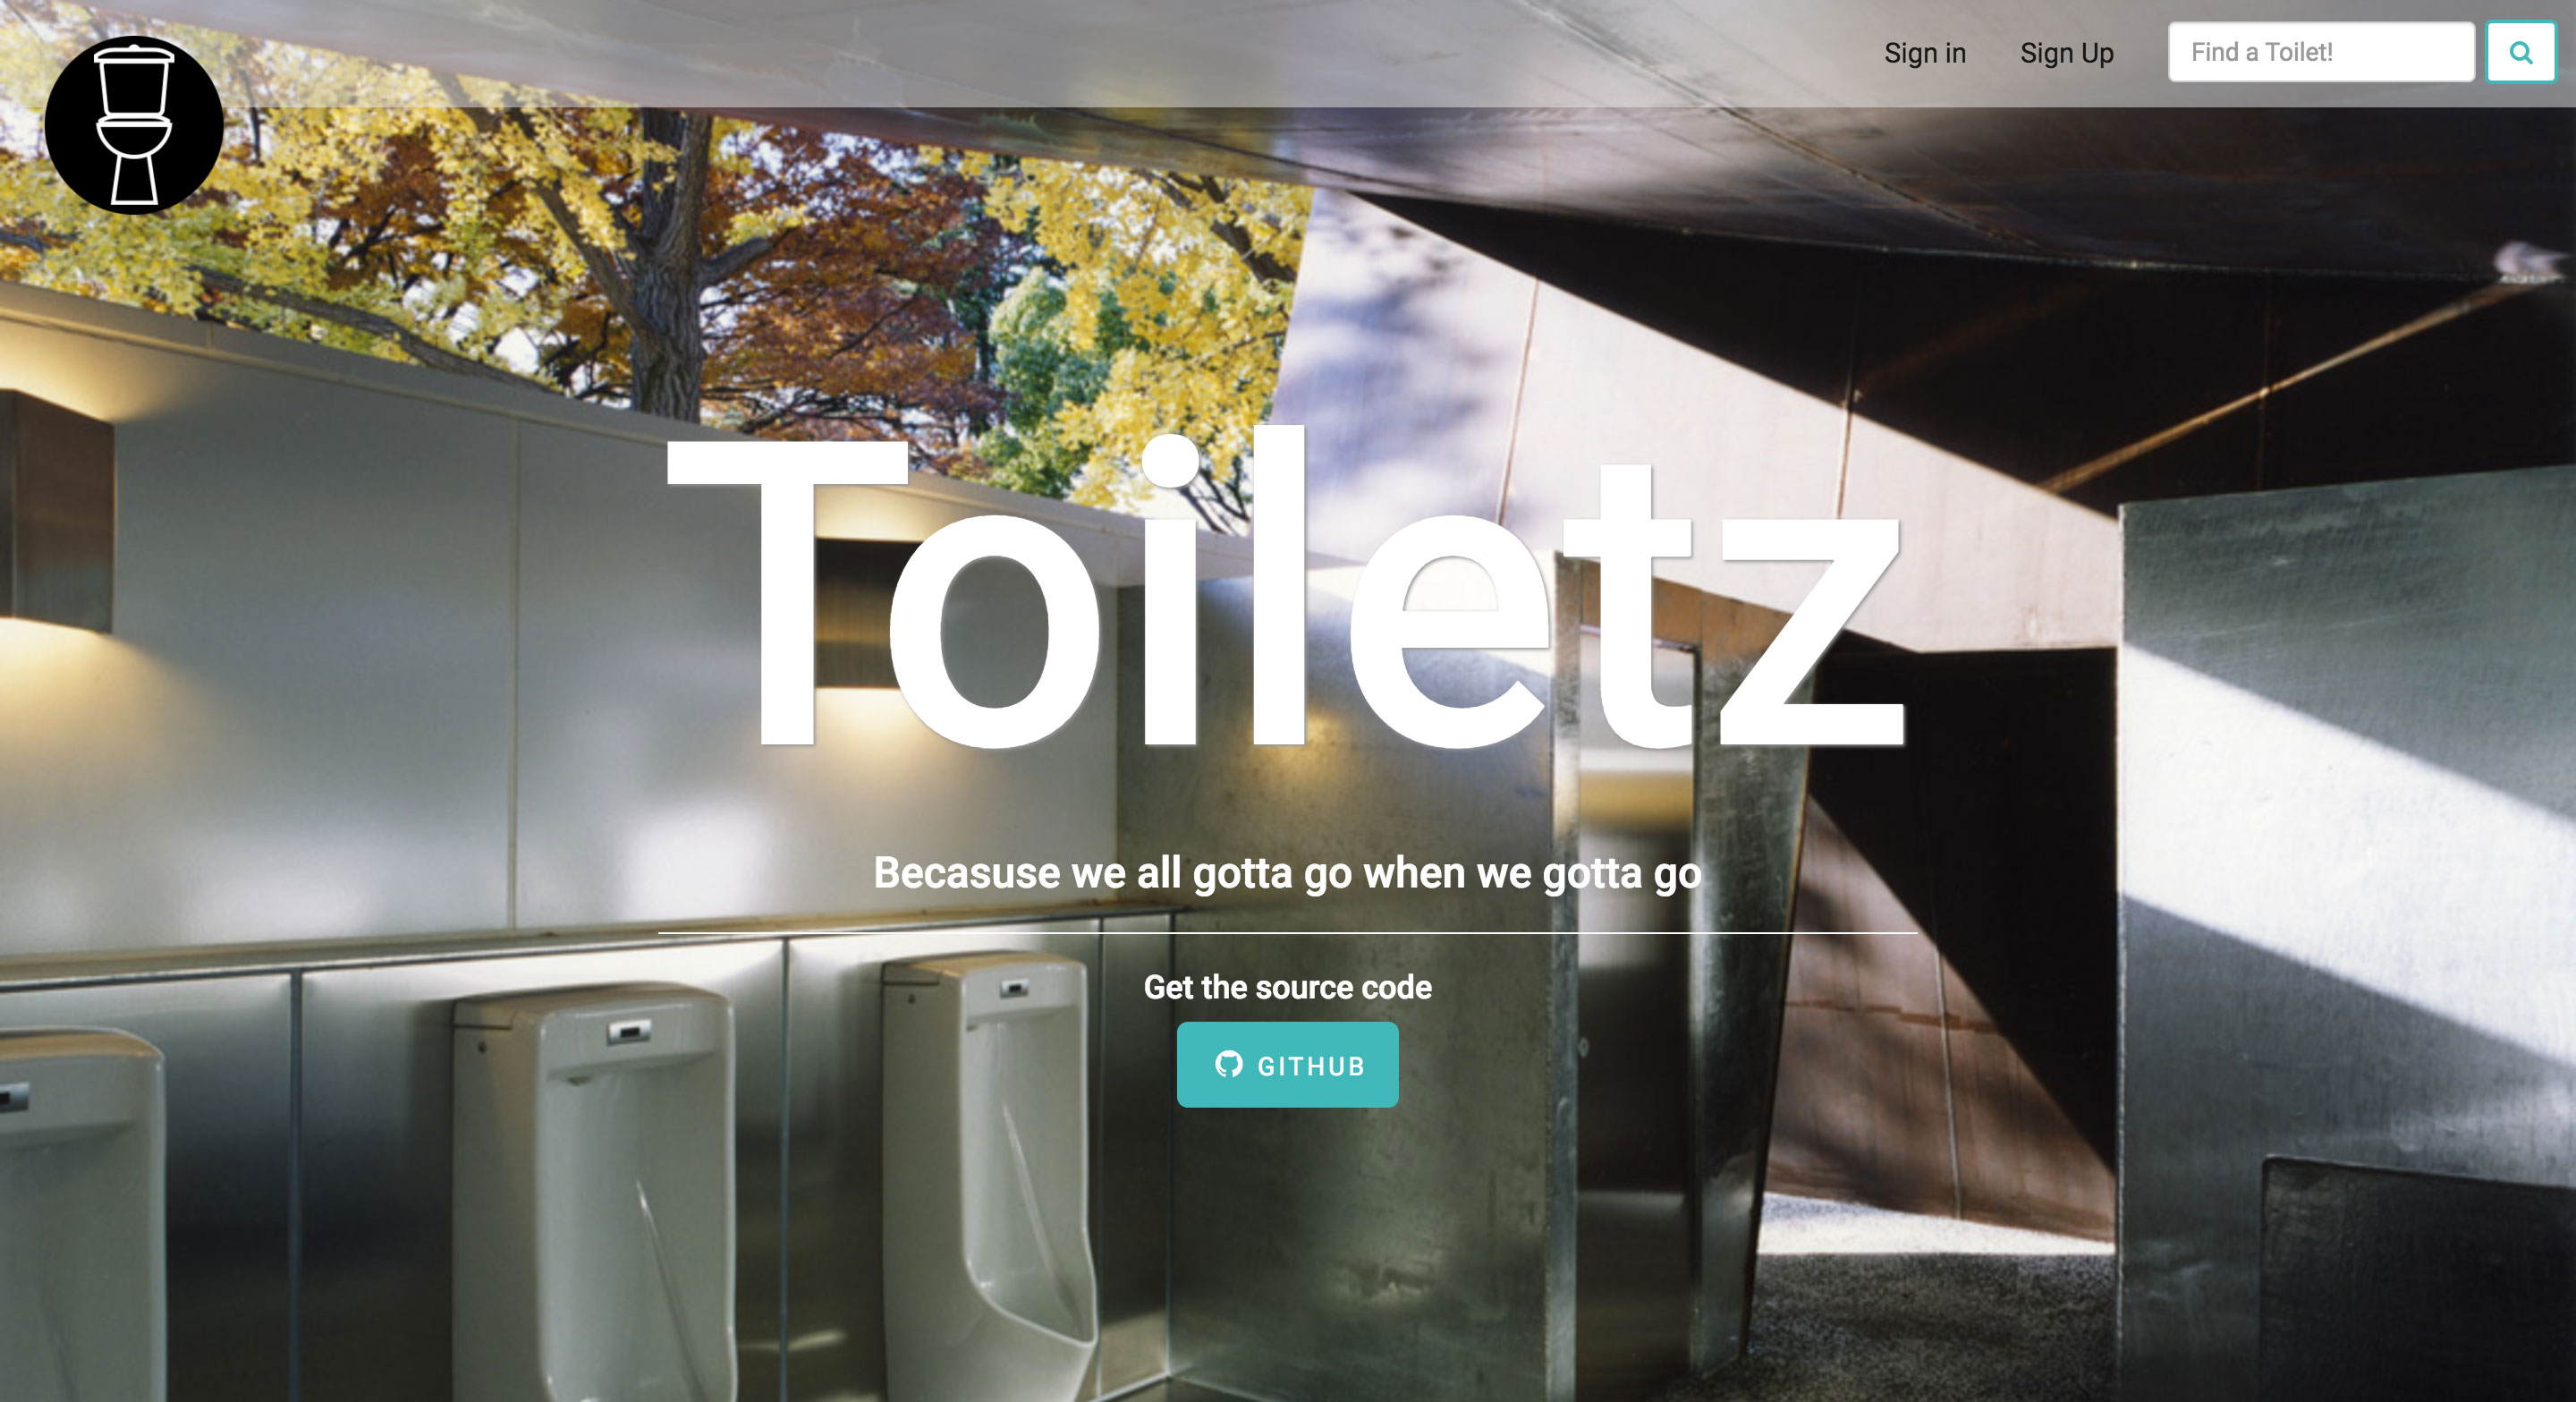 Sign in
Sign Up
Find a Toilet!
Toiletz
Becasuse we all gotta go when we gotta go
Get the source code
GITHUB